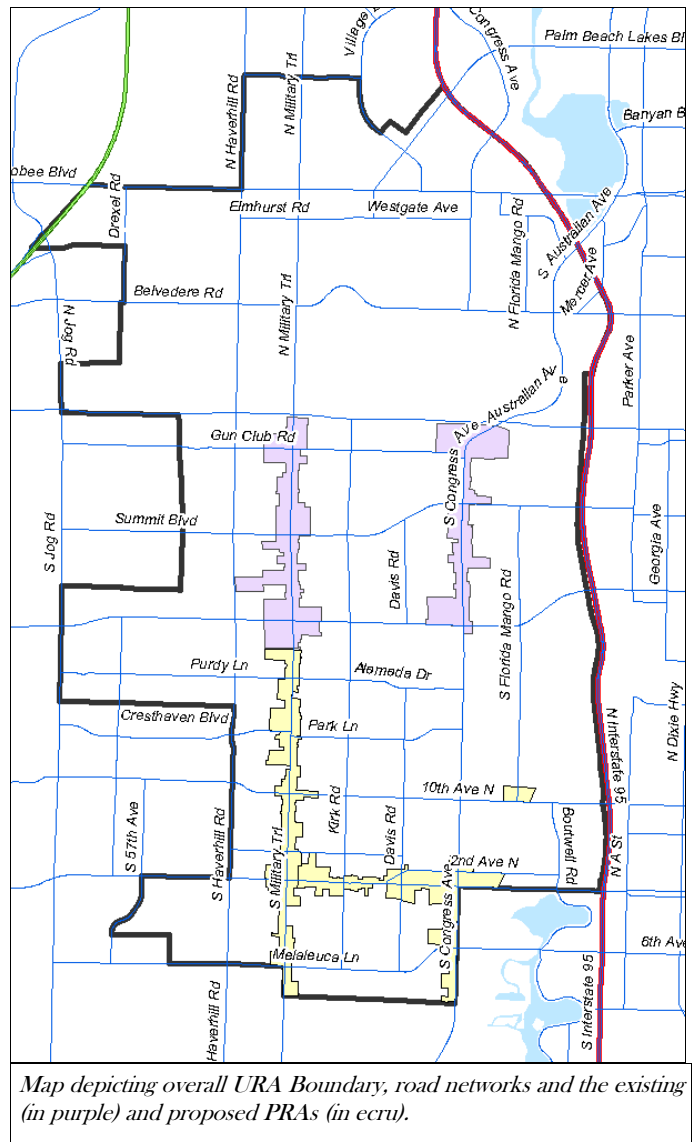 Village B
Congress Ave
Palm Beach Lakes Bl
N Haverhill Rd
N Military Trl
Banyan B
obee Blvd
Drexel Rd
Elmhurst Rd
Westgate Ave
N Florida Mango Rd
S Australian Ave
Mercer Ave
Belvedere Rd
N Military Trl
N Jog Rd
Parker Ave
Ave-Australian Av
e
Gun Club Rd
S Congress
Summit Blvd
S Jog Rd
Davis Rd
Georgia Ave
S Florida Mango Rd
Purdy Ln
Alameda Dr
Cresthaven Blvd
Park Ln
N Interstate 95
N Dixie Hwy
10th Ave N
Kirk Rd
Davis Rd
S 57th Ave
S Haverhill Rd
S Military Trl
2nd Ave N
Boutwell Rd
N A St
S Congress Ave
Melaleuca Ln
6th Ave
S Interstate 95
Haverhill Rd
Map depicting overall URA Boundary, road networks and the existing
(in purple) and proposed PRAs (in ecru).